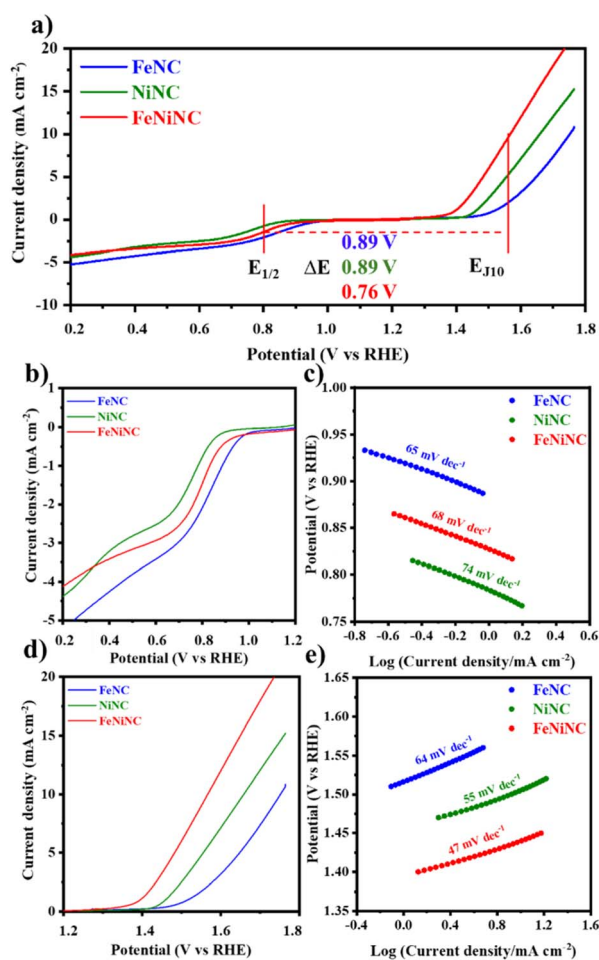 a)
20
15
10
5
0
-5
-10
Current density (mA cm⁻²)
FeNC
NiNC
FeNiNC
0.89 V
E1/2 ΔE 0.89 V EJ10
0.76 V
0.2 0.4 0.6 0.8 1.0 1.2 1.4 1.6 1.8
Potential (V vs RHE)
b)
1
0
-1
-2
-3
-4
-5
Current density (mA cm⁻²)
FeNC
NiNC
FeNiNC
0.2 0.4 0.6 0.8 1.0 1.2
Potential (V vs RHE)
c)
1.00
0.95
0.90
0.85
0.80
0.75
Potential (V vs RHE)
FeNC
NiNC
FeNiNC
65 mV dec⁻¹
68 mV dec⁻¹
74 mV dec⁻¹
-0.8 -0.4 0.0 0.4 0.8
Log (Current density/mA cm⁻²)
d)
20
15
10
5
0
Current density (mA cm⁻²)
FeNC
NiNC
FeNiNC
1.2 1.4 1.6 1.8
Potential (V vs RHE)
e)
1.65
1.60
1.55
1.50
1.45
1.40
1.35
Potential (V vs RHE)
FeNC
NiNC
FeNiNC
64 mV dec⁻¹
55 mV dec⁻¹
47 mV dec⁻¹
0.0 0.4 0.8 1.2 1.6
Log (Current density/mA cm⁻²)